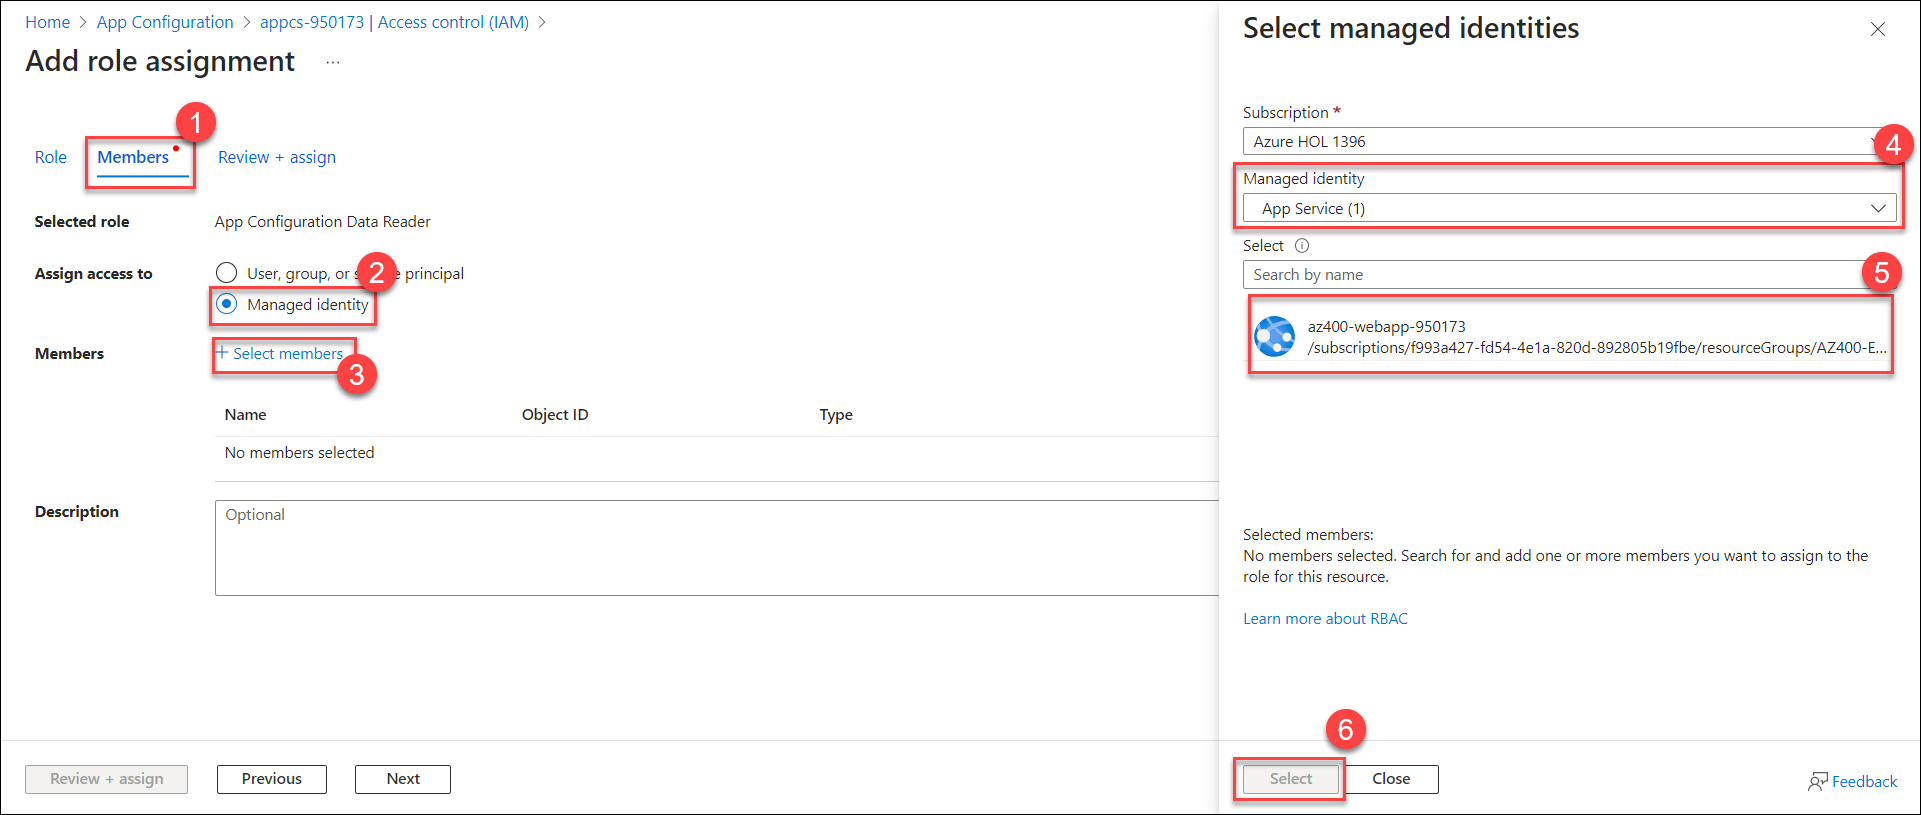 Home > App Configuration > appcs-950173 | Access control (IAM) >
Add role assignment ...
1
Role
Members
Review + assign
Selected role
App Configuration Data Reader
Assign access to
User, group, or s e principal
2
Managed identity
Members
+ Select members
3
Name
Object ID
Type
No members selected
Description
Optional
Review + assign
Previous
Next
Select managed identities
Subscription *
Azure HOL 1396
4
Managed identity
App Service (1)
Select
Search by name
5
az400-webapp-950173
/subscriptions/f993a427-fd54-4e1a-820d-892805b19fbe/resourceGroups/AZ400-E...
Selected members:
No members selected. Search for and add one or more members you want to assign to the
role for this resource.
Learn more about RBAC
6
Select
Close
Feedback